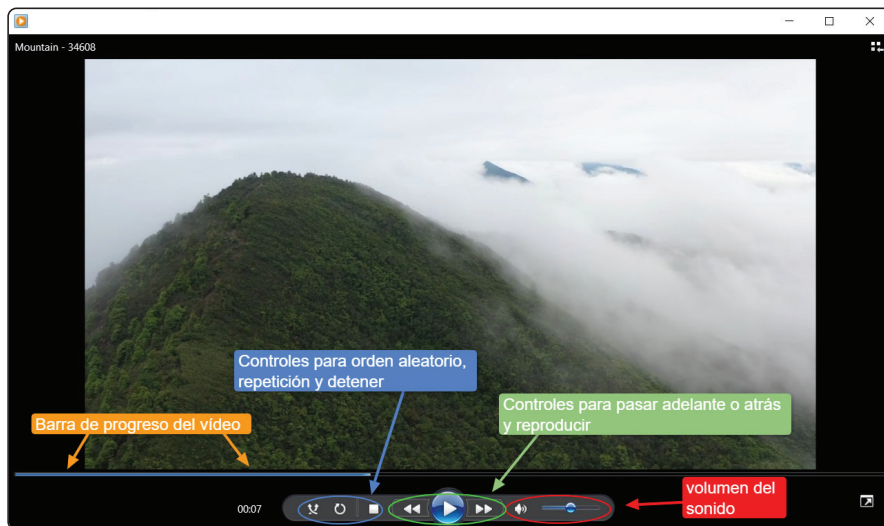 Mountain - 34608
Controles para orden aleatorio,
repetición y detener
Controles para pasar adelante o atrás
y reproducir
Barra de progreso del vídeo
volumen del
sonido
00:07